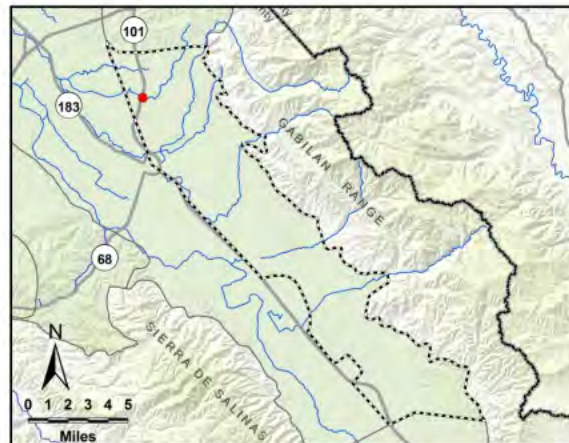 101
183
GABILAN RANGE
68
SIERRA DE SALINAS
N
0 1 2 3 4 5
Miles